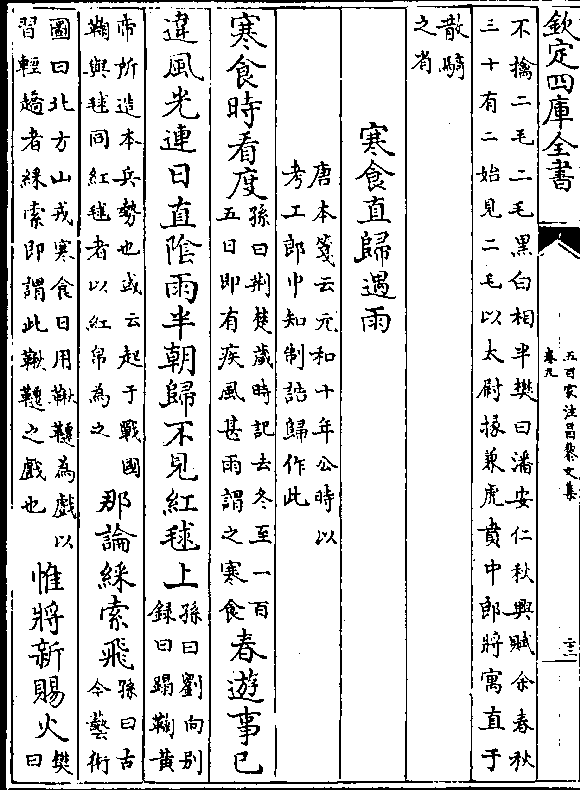 欽定四庫全書
五百家注昌黎文集
卷九
二十二
不擒二毛二毛黑白相半樊曰潘安仁秋興賦余春秋
三十有二始見二毛以太尉掾兼虎賁中郎將寓直于
散騎
之省
寒食直歸遇雨
唐本箋云元和十年公時以
考工郎中知制誥歸作此
寒食時看度
孫曰荆楚歲時記去冬至一百
五日即有疾風甚雨謂之寒食
春遊事已
違風光連日直隂雨半朝歸不見紅毬上
孫曰劉向别
録曰蹋鞠黄
帝所造本兵勢也或云起于戰國
鞠與毬同紅毬者以紅帛為之
那論綵索飛
孫曰古
今藝術
圖曰北方山戎寒食日用鞦韆為戲以
習輕趫者綵索即謂此鞦韆之戲也
惟將新賜火
樊
曰